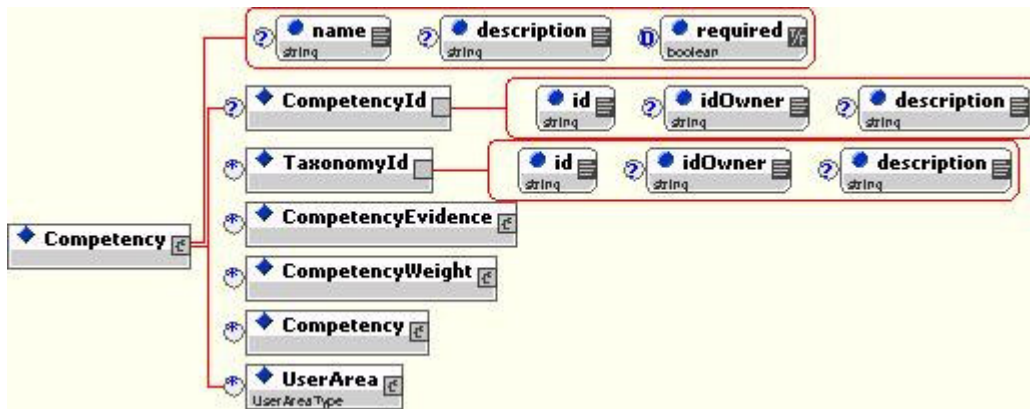 ? name string ? description string D required T/F boolean
? CompetencyId id string ? idOwner string ? description string
* TaxonomyId id string ? idOwner string ? description string
* CompetencyEvidence
Competency
* CompetencyWeight
* Competency
* UserArea
UserAreaType